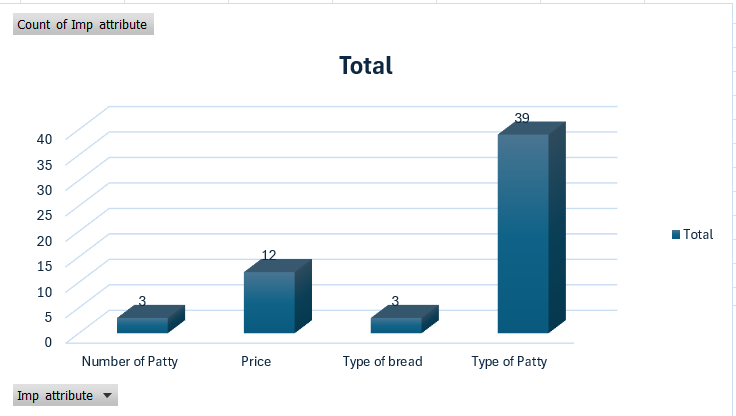 Count of Imp attribute
Total
39
40
35
30
25
20
15
10
5
0
12
3
3
Total
Number of Patty
Price
Type of bread
Type of Patty
Imp attribute